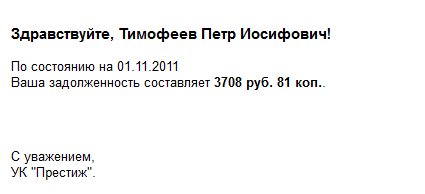 Здравствуйте, Тимофеев Петр Иосифович!
По состоянию на 01.11.2011
Ваша задолженность составляет 3708 руб. 81 коп..
С уважением,
УК "Престиж".